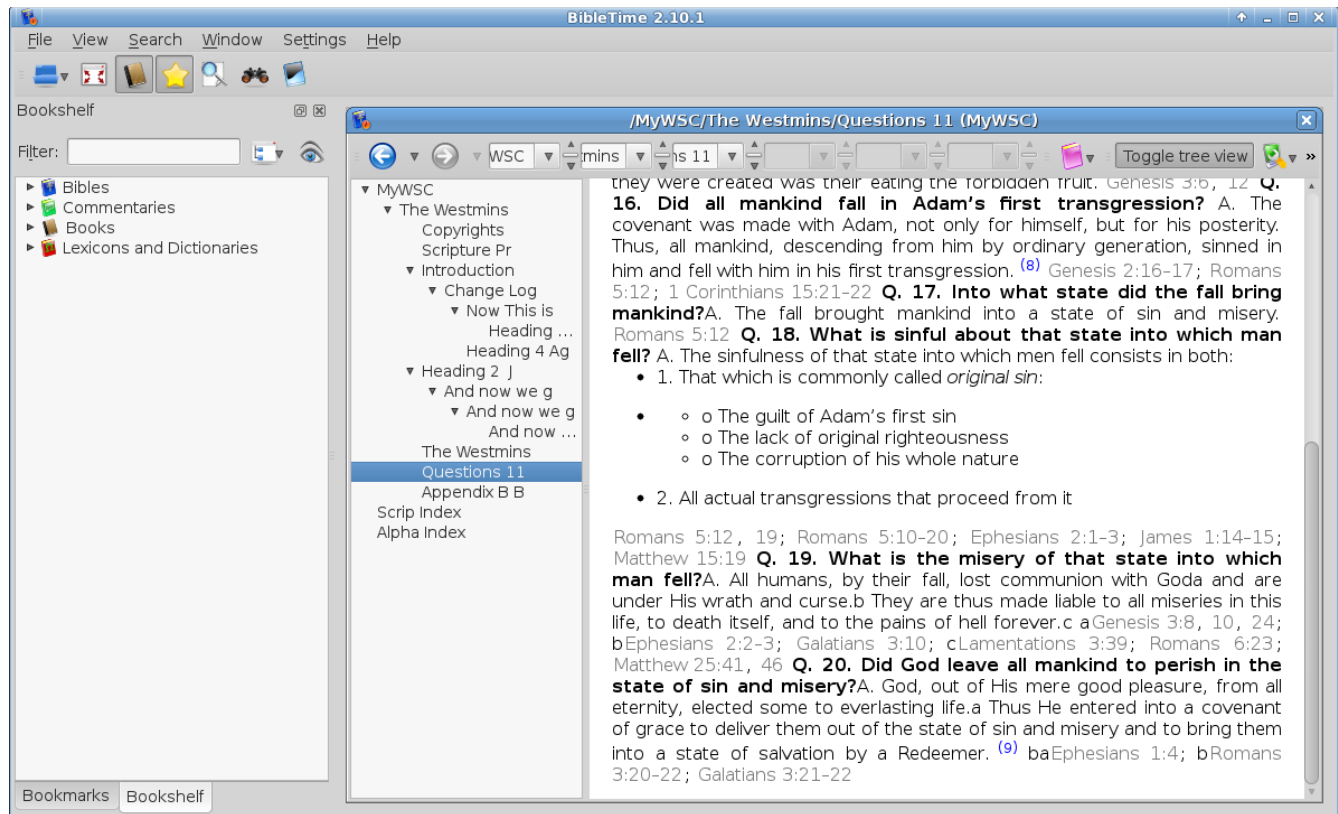 BibleTime 2.10.1
File View Search Window Settings Help
Bookshelf
Filter:
Bibles
Commentaries
Books
Lexicons and Dictionaries
Bookmarks Bookshelf
/MyWSC/The Westmins/Questions 11 (MyWSC)
WSC mins ns 11 Toggle tree view »
MyWSC
The Westmins
Copyrights
Scripture Pr
Introduction
Change Log
Now This is
Heading ...
Heading 4 Ag
Heading 2 J
And now we g
And now we g
And now ...
The Westmins
Questions 11
Appendix B B
Scrip Index
Alpha Index
they were created was their eating the forbidden fruit. Genesis 3:6, 12 Q.
16. Did all mankind fall in Adam's first transgression? A. The
covenant was made with Adam, not only for himself, but for his posterity.
Thus, all mankind, descending from him by ordinary generation, sinned in
him and fell with him in his first transgression. (8) Genesis 2:16–17; Romans
5:12; 1 Corinthians 15:21–22 Q. 17. Into what state did the fall bring
mankind?A. The fall brought mankind into a state of sin and misery.
Romans 5:12 Q. 18. What is sinful about that state into which man
fell? A. The sinfulness of that state into which men fell consists in both:
• 1. That which is commonly called original sin:
• ◦ o The guilt of Adam's first sin
◦ o The lack of original righteousness
◦ o The corruption of his whole nature
• 2. All actual transgressions that proceed from it
Romans 5:12, 19; Romans 5:10–20; Ephesians 2:1–3; James 1:14–15;
Matthew 15:19 Q. 19. What is the misery of that state into which
man fell?A. All humans, by their fall, lost communion with Goda and are
under His wrath and curse.b They are thus made liable to all miseries in this
life, to death itself, and to the pains of hell forever.c aGenesis 3:8, 10, 24;
bEphesians 2:2–3; Galatians 3:10; cLamentations 3:39; Romans 6:23;
Matthew 25:41, 46 Q. 20. Did God leave all mankind to perish in the
state of sin and misery?A. God, out of His mere good pleasure, from all
eternity, elected some to everlasting life.a Thus He entered into a covenant
of grace to deliver them out of the state of sin and misery and to bring them
into a state of salvation by a Redeemer. (9) baEphesians 1:4; bRomans
3:20–22; Galatians 3:21–22